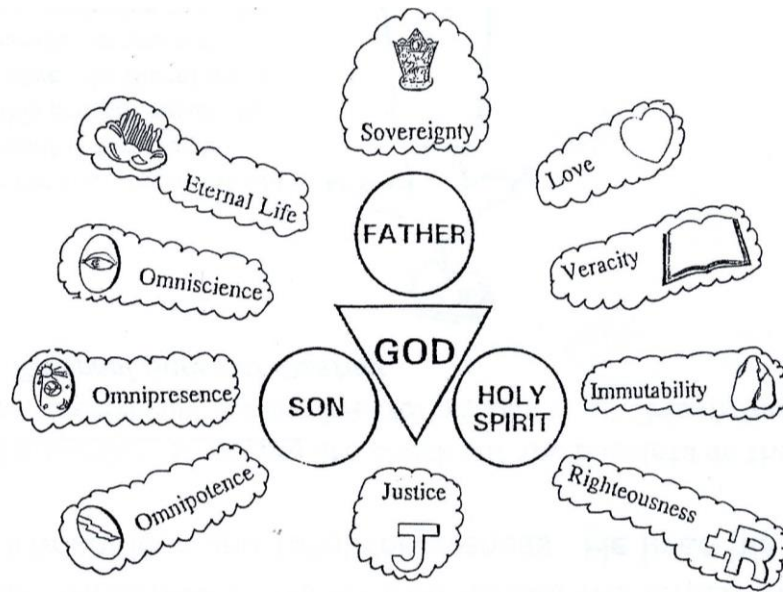 Sovereignty
Eternal Life
Love
FATHER
Omniscience
Veracity
GOD
Omnipresence
SON
HOLY
SPIRIT
Immutability
Omnipotence
Justice
J
Righteousness
+R